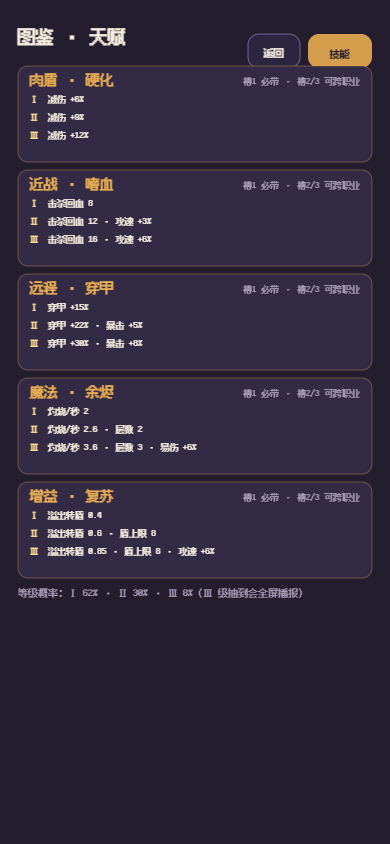 图鉴 · 天赋
返回
技能
肉盾 · 硬化
槽1 必带 · 槽2/3 可跨职业
Ⅰ 减伤 +6%
Ⅱ 减伤 +9%
Ⅲ 减伤 +12%
近战 · 嗜血
槽1 必带 · 槽2/3 可跨职业
Ⅰ 击杀回血 8
Ⅱ 击杀回血 12 · 攻速 +3%
Ⅲ 击杀回血 16 · 攻速 +6%
远程 · 穿甲
槽1 必带 · 槽2/3 可跨职业
Ⅰ 穿甲 +15%
Ⅱ 穿甲 +22% · 暴击 +5%
Ⅲ 穿甲 +30% · 暴击 +8%
魔法 · 余烬
槽1 必带 · 槽2/3 可跨职业
Ⅰ 灼烧/秒 2
Ⅱ 灼烧/秒 2.6 · 层数 2
Ⅲ 灼烧/秒 3.6 · 层数 3 · 易伤 +6%
增益 · 复苏
槽1 必带 · 槽2/3 可跨职业
Ⅰ 溢出转盾 0.4
Ⅱ 溢出转盾 0.6 · 盾上限 8
Ⅲ 溢出转盾 0.85 · 盾上限 8 · 攻速 +6%
等级概率: Ⅰ 62% · Ⅱ 30% · Ⅲ 8% (Ⅲ 级抽到会全屏播报)